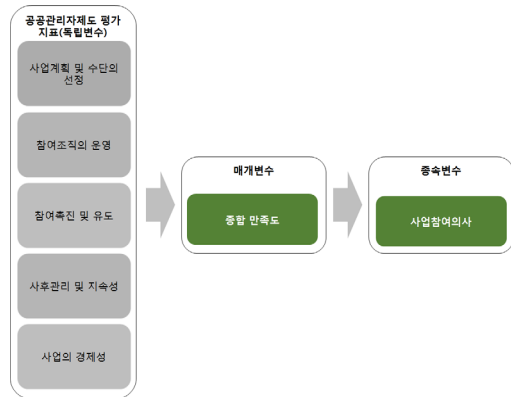 공공관리자제도 평가
지표(독립변수)
사업계획 및 수단의
선정
참여조직의 운영
참여촉진 및 유도
사후관리 및 지속성
사업의 경제성
매개변수
종합 만족도
종속변수
사업참여의사